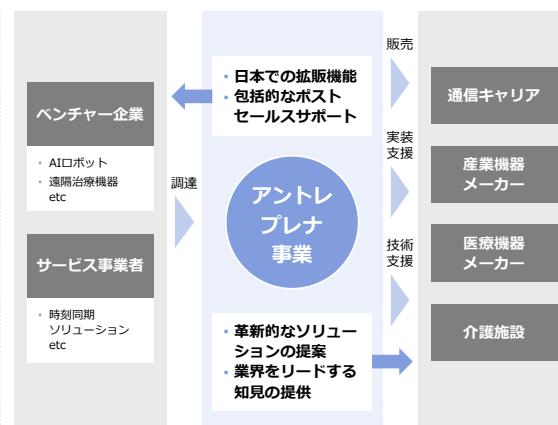 ベンチャー企業
・ AIロボット
・ 遠隔治療機器
etc
サービス事業者
・ 時刻同期
ソリューション
etc
調達
・ 日本での拡販機能
・ 包括的なポスト
セールスサポート
アントレ
プレナ
事業
・ 革新的なソリュー
ションの提案
・ 業界をリードする
知見の提供
販売
実装
支援
技術
支援
通信キャリア
産業機器
メーカー
医療機器
メーカー
介護施設